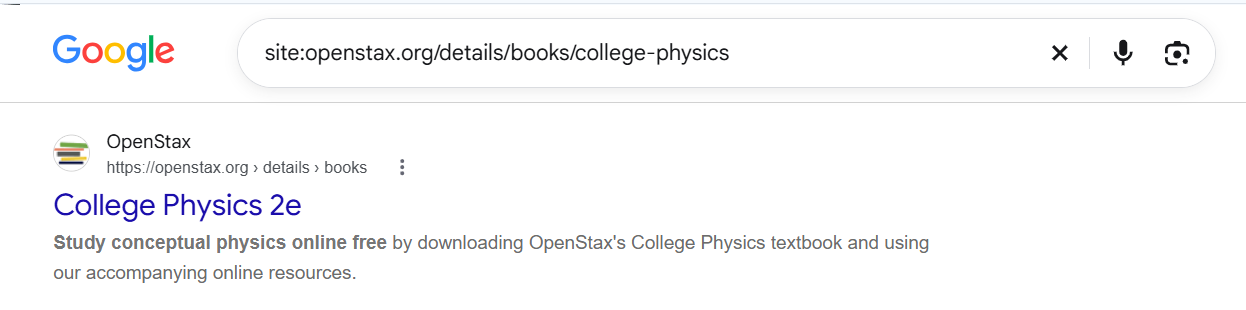 Google
site:openstax.org/details/books/college-physics
OpenStax
https://openstax.org › details › books
College Physics 2e
Study conceptual physics online free by downloading OpenStax's College Physics textbook and using
our accompanying online resources.